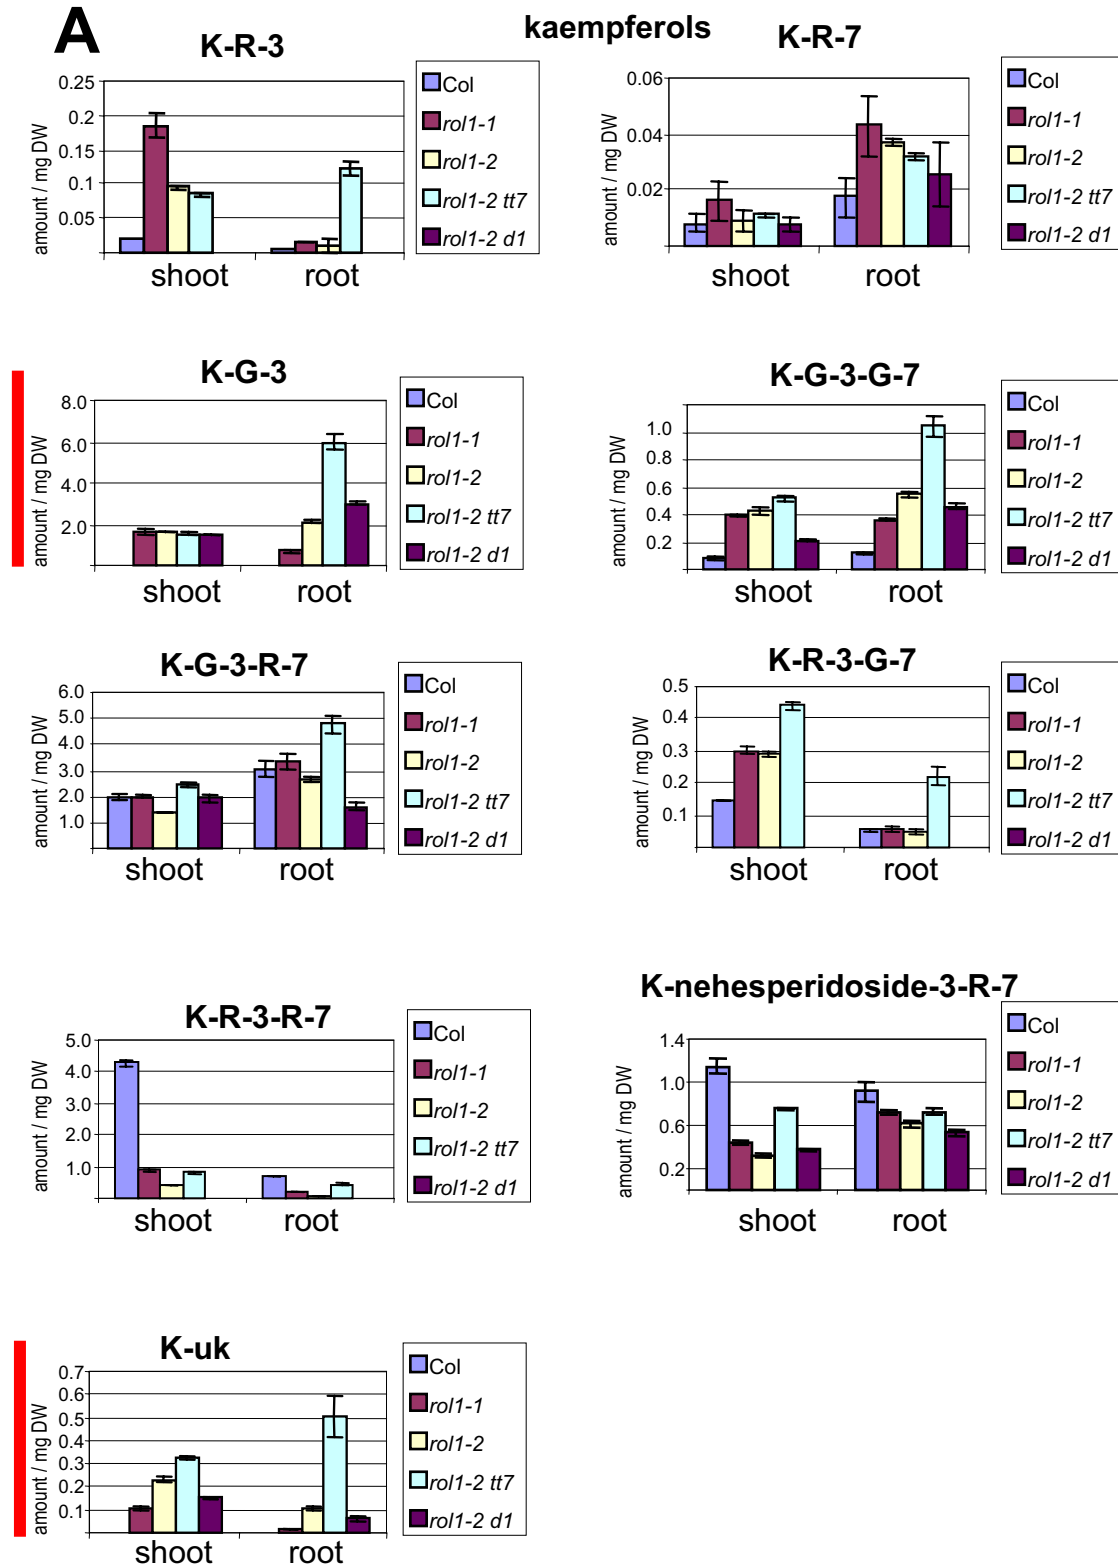 A
kaempferols
K-R-3
amount / mg DW
0.25
0.2
0.15
0.1
0.05
shoot root
Col
rol1-1
rol1-2
rol1-2 tt7
rol1-2 d1
K-R-7
amount / mg DW
0.06
0.04
0.02
shoot root
Col
rol1-1
rol1-2
rol1-2 tt7
rol1-2 d1
K-G-3
amount / mg DW
8.0
6.0
4.0
2.0
shoot root
Col
rol1-1
rol1-2
rol1-2 tt7
rol1-2 d1
K-G-3-G-7
amount / mg DW
1.0
0.8
0.6
0.4
0.2
shoot root
Col
rol1-1
rol1-2
rol1-2 tt7
rol1-2 d1
K-G-3-R-7
amount / mg DW
6.0
5.0
4.0
3.0
2.0
1.0
shoot root
Col
rol1-1
rol1-2
rol1-2 tt7
rol1-2 d1
K-R-3-G-7
amount / mg DW
0.5
0.4
0.3
0.2
0.1
shoot root
Col
rol1-1
rol1-2
rol1-2 tt7
rol1-2 d1
K-R-3-R-7
amount / mg DW
5.0
4.0
3.0
2.0
1.0
shoot root
Col
rol1-1
rol1-2
rol1-2 tt7
rol1-2 d1
K-nehesperidoside-3-R-7
amount / mg DW
1.4
1.0
0.6
0.2
shoot root
Col
rol1-1
rol1-2
rol1-2 tt7
rol1-2 d1
K-uk
amount / mg DW
0.7
0.6
0.5
0.4
0.3
0.2
0.1
shoot root
Col
rol1-1
rol1-2
rol1-2 tt7
rol1-2 d1